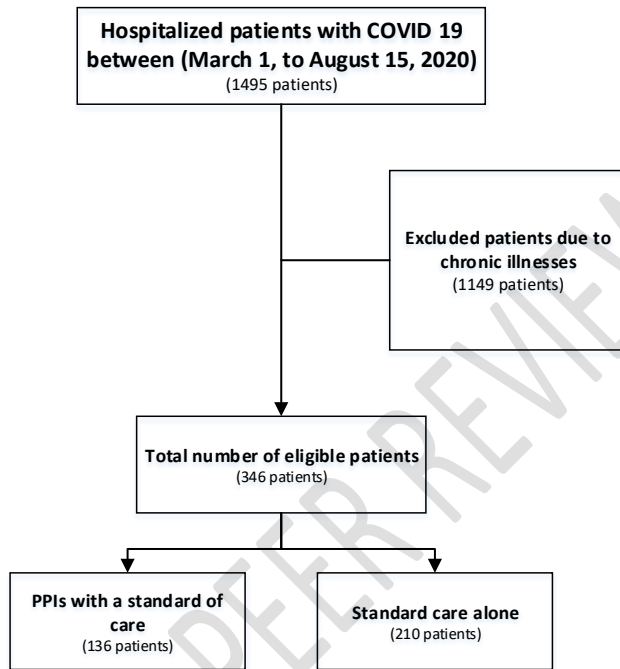 Hospitalized patients with COVID 19
between (March 1, to August 15, 2020)
(1495 patients)
Excluded patients due to
chronic illnesses
(1149 patients)
Total number of eligible patients
(346 patients)
PPIs with a standard of
care
(136 patients)
Standard care alone
(210 patients)
PEER REVIEW